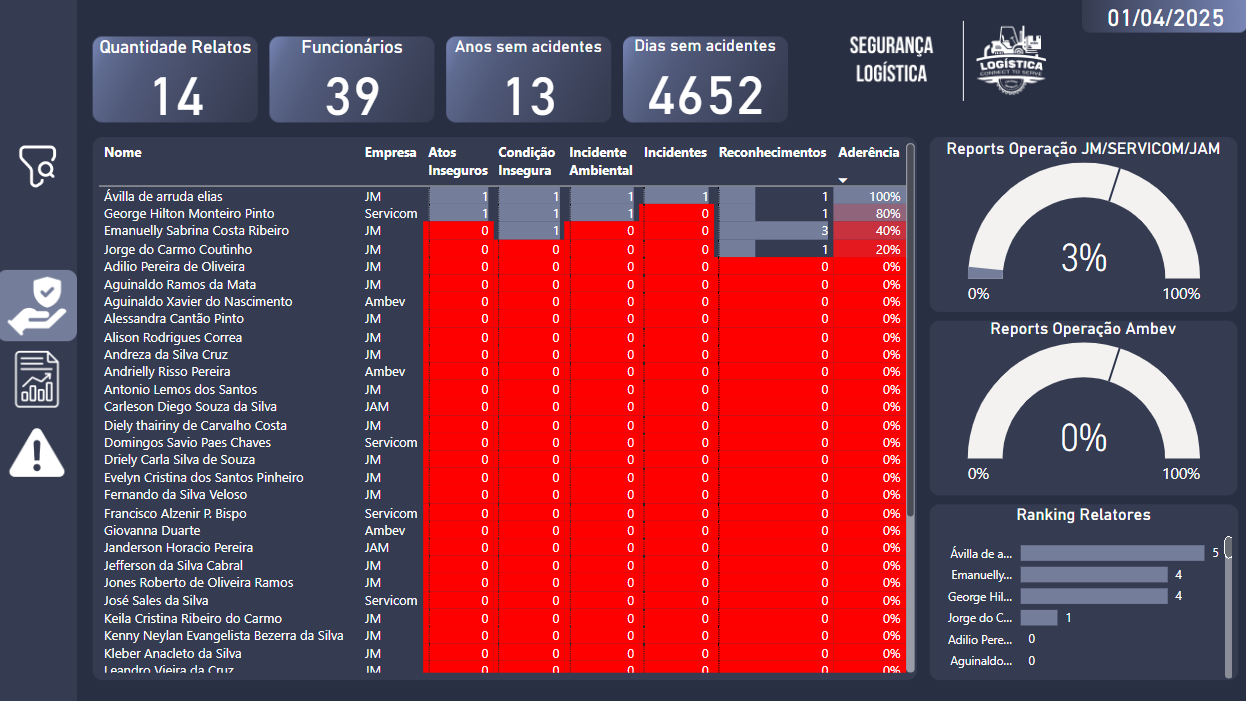 01/04/2025
Quantidade Relatos
14
Funcionários
39
Anos sem acidentes
13
Dias sem acidentes
4652
SEGURANÇA
LOGÍSTICA
LOGÍSTICA
CONNECT TO SERVE
Nome Empresa Atos Inseguros Condição Insegura Incidente Ambiental Incidentes Reconhecimentos Aderência
Ávilla de arruda elias JM 1 1 1 1 1 100%
George Hilton Monteiro Pinto Servicom 1 1 1 0 1 80%
Emanuelly Sabrina Costa Ribeiro JM 0 1 0 0 3 40%
Jorge do Carmo Coutinho JM 0 0 0 0 1 20%
Adilio Pereira de Oliveira JM 0 0 0 0 0 0%
Aguinaldo Ramos da Mata JM 0 0 0 0 0 0%
Aguinaldo Xavier do Nascimento Ambev 0 0 0 0 0 0%
Alessandra Cantão Pinto JM 0 0 0 0 0 0%
Alison Rodrigues Correa JM 0 0 0 0 0 0%
Andreza da Silva Cruz JM 0 0 0 0 0 0%
Andrielly Risso Pereira Ambev 0 0 0 0 0 0%
Antonio Lemos dos Santos JM 0 0 0 0 0 0%
Carleson Diego Souza da Silva JAM 0 0 0 0 0 0%
Diely thairiny de Carvalho Costa JM 0 0 0 0 0 0%
Domingos Savio Paes Chaves Servicom 0 0 0 0 0 0%
Driely Carla Silva de Souza JM 0 0 0 0 0 0%
Evelyn Cristina dos Santos Pinheiro JM 0 0 0 0 0 0%
Fernando da Silva Veloso JM 0 0 0 0 0 0%
Francisco Alzenir P. Bispo Servicom 0 0 0 0 0 0%
Giovanna Duarte Ambev 0 0 0 0 0 0%
Janderson Horacio Pereira JAM 0 0 0 0 0 0%
Jefferson da Silva Cabral JM 0 0 0 0 0 0%
Jones Roberto de Oliveira Ramos JM 0 0 0 0 0 0%
José Sales da Silva Servicom 0 0 0 0 0 0%
Keila Cristina Ribeiro do Carmo JM 0 0 0 0 0 0%
Kenny Neylan Evangelista Bezerra da Silva JM 0 0 0 0 0 0%
Kleber Anacleto da Silva JM 0 0 0 0 0 0%
Leandro Vieira da Cruz JM 0 0 0 0 0 0%
Reports Operação JM/SERVICOM/JAM
3%
0% 100%
Reports Operação Ambev
0%
0% 100%
Ranking Relatores
Ávilla de a... 5
Emanuelly... 4
George Hil... 4
Jorge do C... 1
Adilio Pere... 0
Aguinaldo... 0